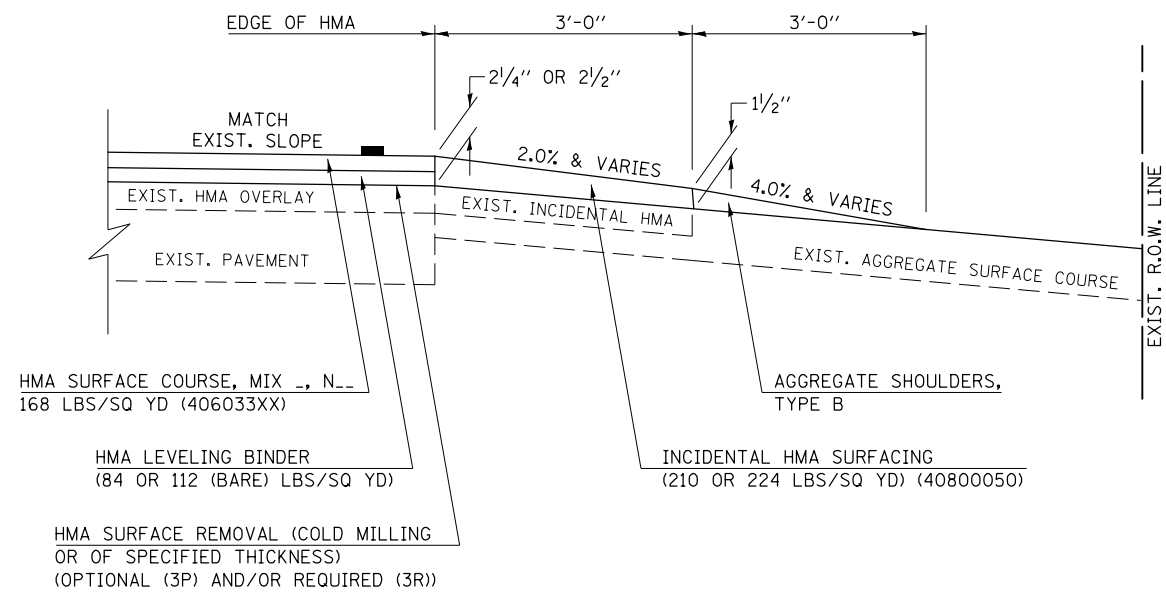 EDGE OF HMA
3'-0"
3'-0"
2 1/4" OR 2 1/2"
1 1/2"
MATCH
EXIST. SLOPE
2.0% & VARIES
4.0% & VARIES
EXIST. HMA OVERLAY
EXIST. INCIDENTAL HMA
EXIST. PAVEMENT
EXIST. AGGREGATE SURFACE COURSE
EXIST. R.O.W. LINE
HMA SURFACE COURSE, MIX _, N__
168 LBS/SQ YD (406033XX)
AGGREGATE SHOULDERS,
TYPE B
HMA LEVELING BINDER
(84 OR 112 (BARE) LBS/SQ YD)
INCIDENTAL HMA SURFACING
(210 OR 224 LBS/SQ YD) (40800050)
HMA SURFACE REMOVAL (COLD MILLING
OR OF SPECIFIED THICKNESS)
(OPTIONAL (3P) AND/OR REQUIRED (3R))